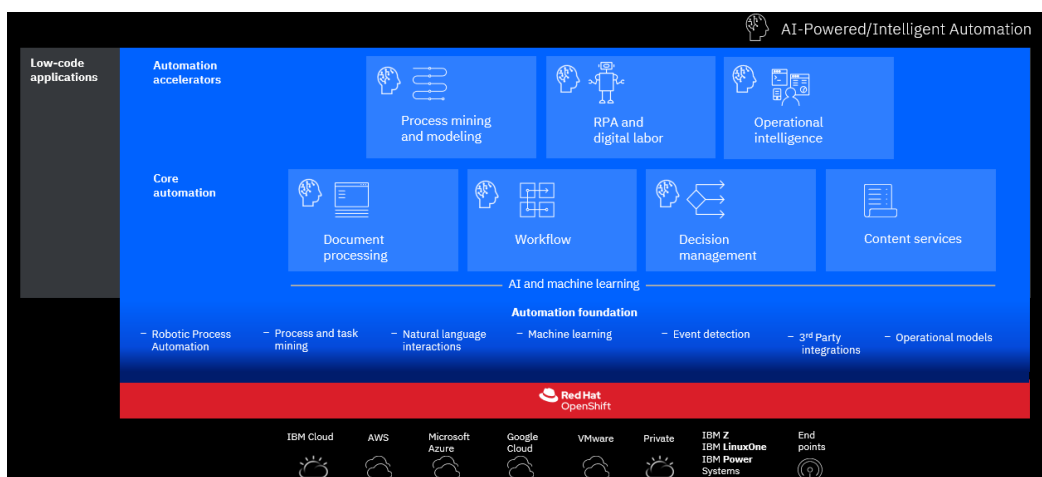 AI-Powered/Intelligent Automation
Low-code
applications
Automation
accelerators
Process mining
and modeling
RPA and
digital labor
Operational
intelligence
Core
automation
Document
processing
Workflow
Decision
management
Content services
AI and machine learning
Automation foundation
– Robotic Process
Automation
– Process and task
mining
– Natural language
interactions
– Machine learning
– Event detection
– 3rd Party
integrations
– Operational models
Red Hat
OpenShift
IBM Cloud
AWS
Microsoft
Azure
Google
Cloud
VMware
Private
IBM Z
IBM LinuxOne
IBM Power
Systems
End
points